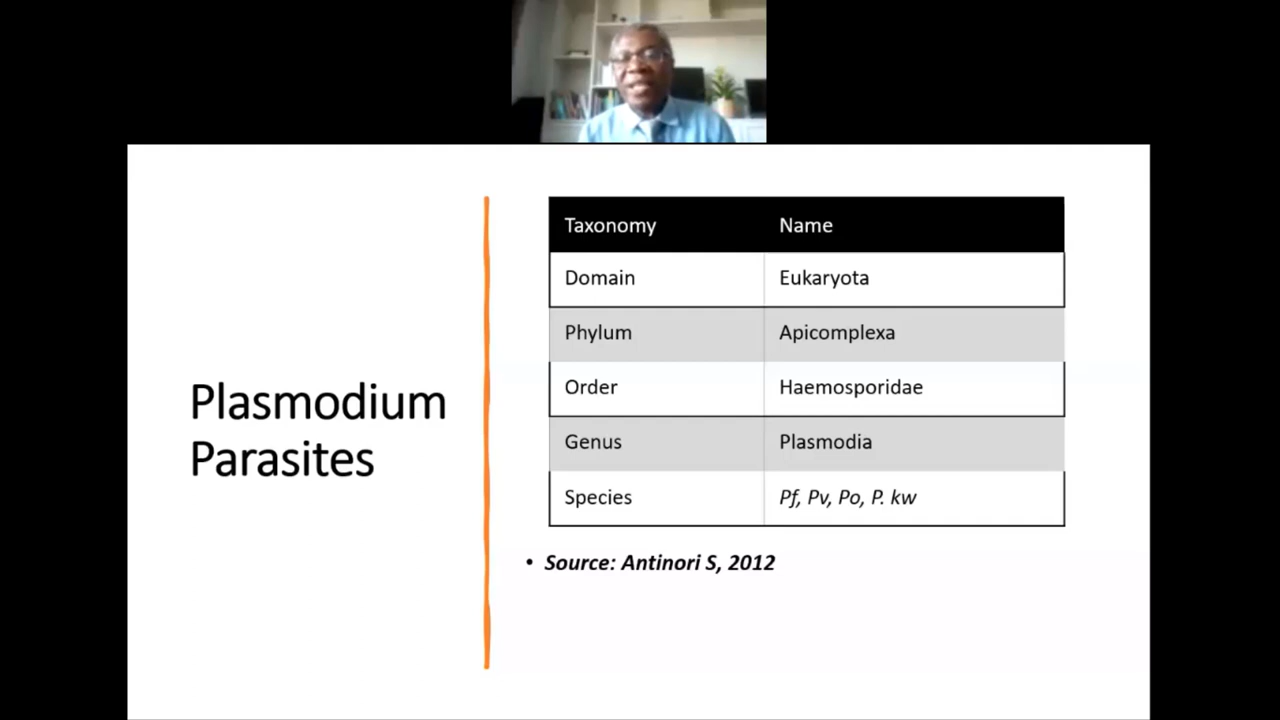 Plasmodium
Parasites
Taxonomy Name
Domain Eukaryota
Phylum Apicomplexa
Order Haemosporidae
Genus Plasmodia
Species Pf, Pv, Po, P. kw
• Source: Antinori S, 2012